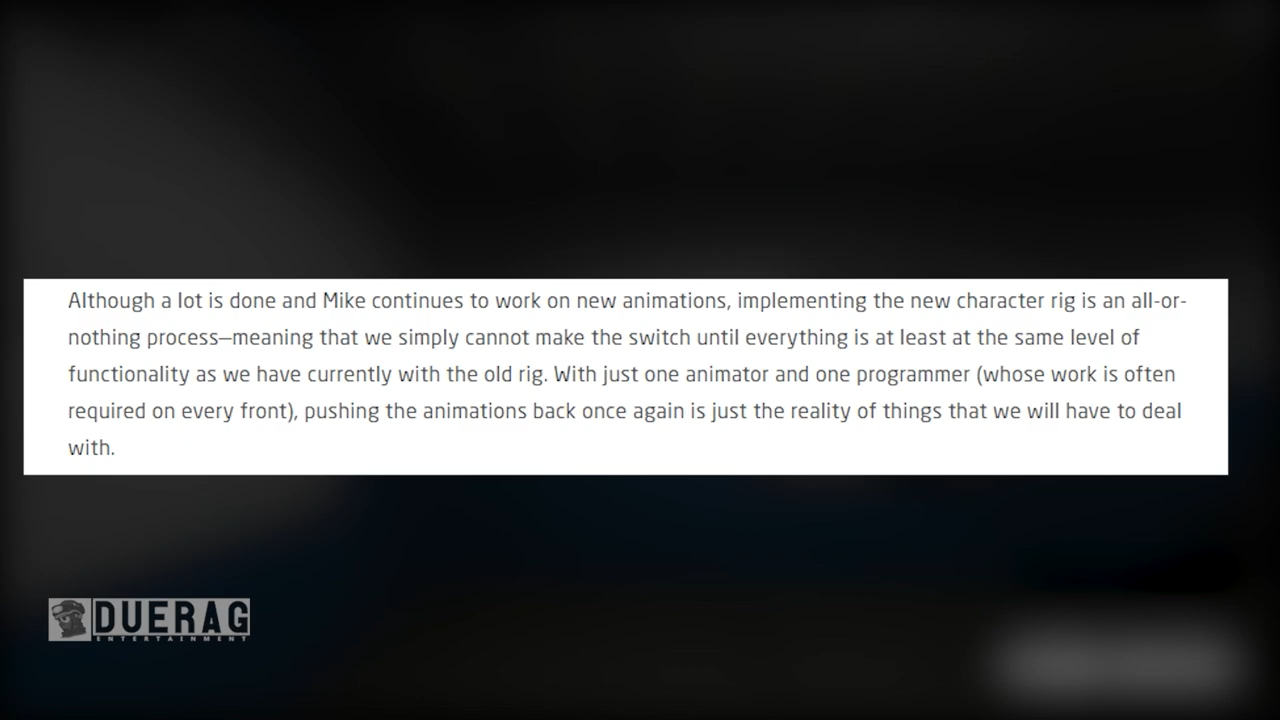 Although a lot is done and Mike continues to work on new animations, implementing the new character rig is an all-or-
nothing process—meaning that we simply cannot make the switch until everything is at least at the same level of
functionality as we have currently with the old rig. With just one animator and one programmer (whose work is often
required on every front), pushing the animations back once again is just the reality of things that we will have to deal
with.
DUERAG
ENTERTAINMENT